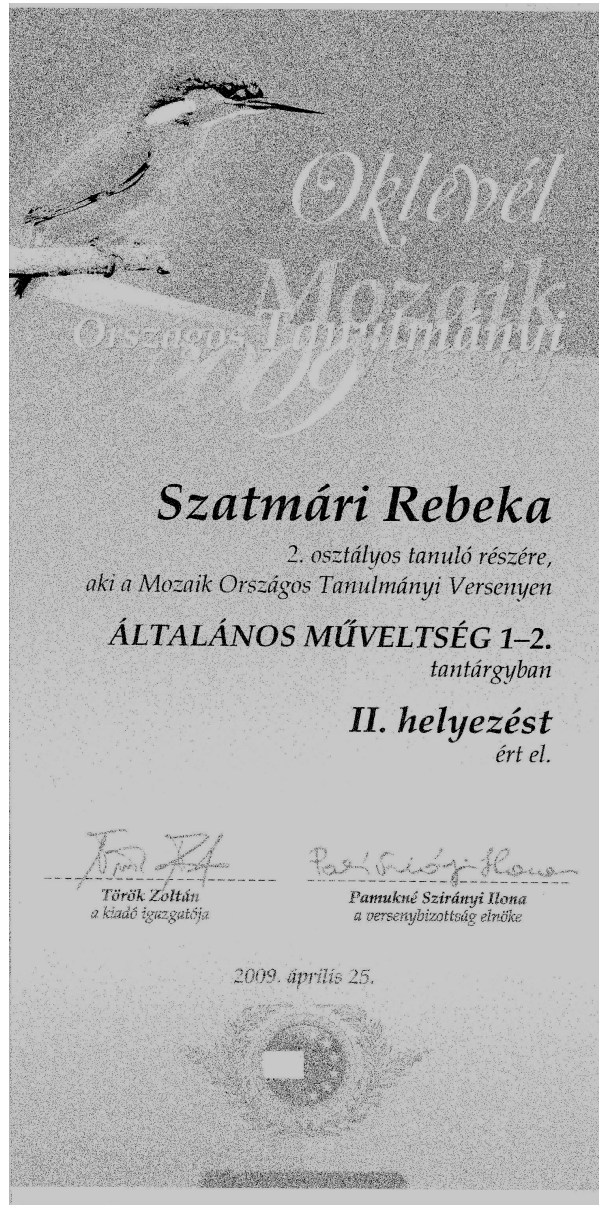 Oklevél
Mozaik
Országos Tanulmányi
2009
Szatmári Rebeka
2. osztályos tanuló részére,
aki a Mozaik Országos Tanulmányi Versenyen
ÁLTALÁNOS MŰVELTSÉG 1–2.
tantárgyban
II. helyezést
ért el.
Török Zoltán
a kiadó igazgatója
Pamukné Szirányi Ilona
a versenybizottság elnöke
2009. április 25.